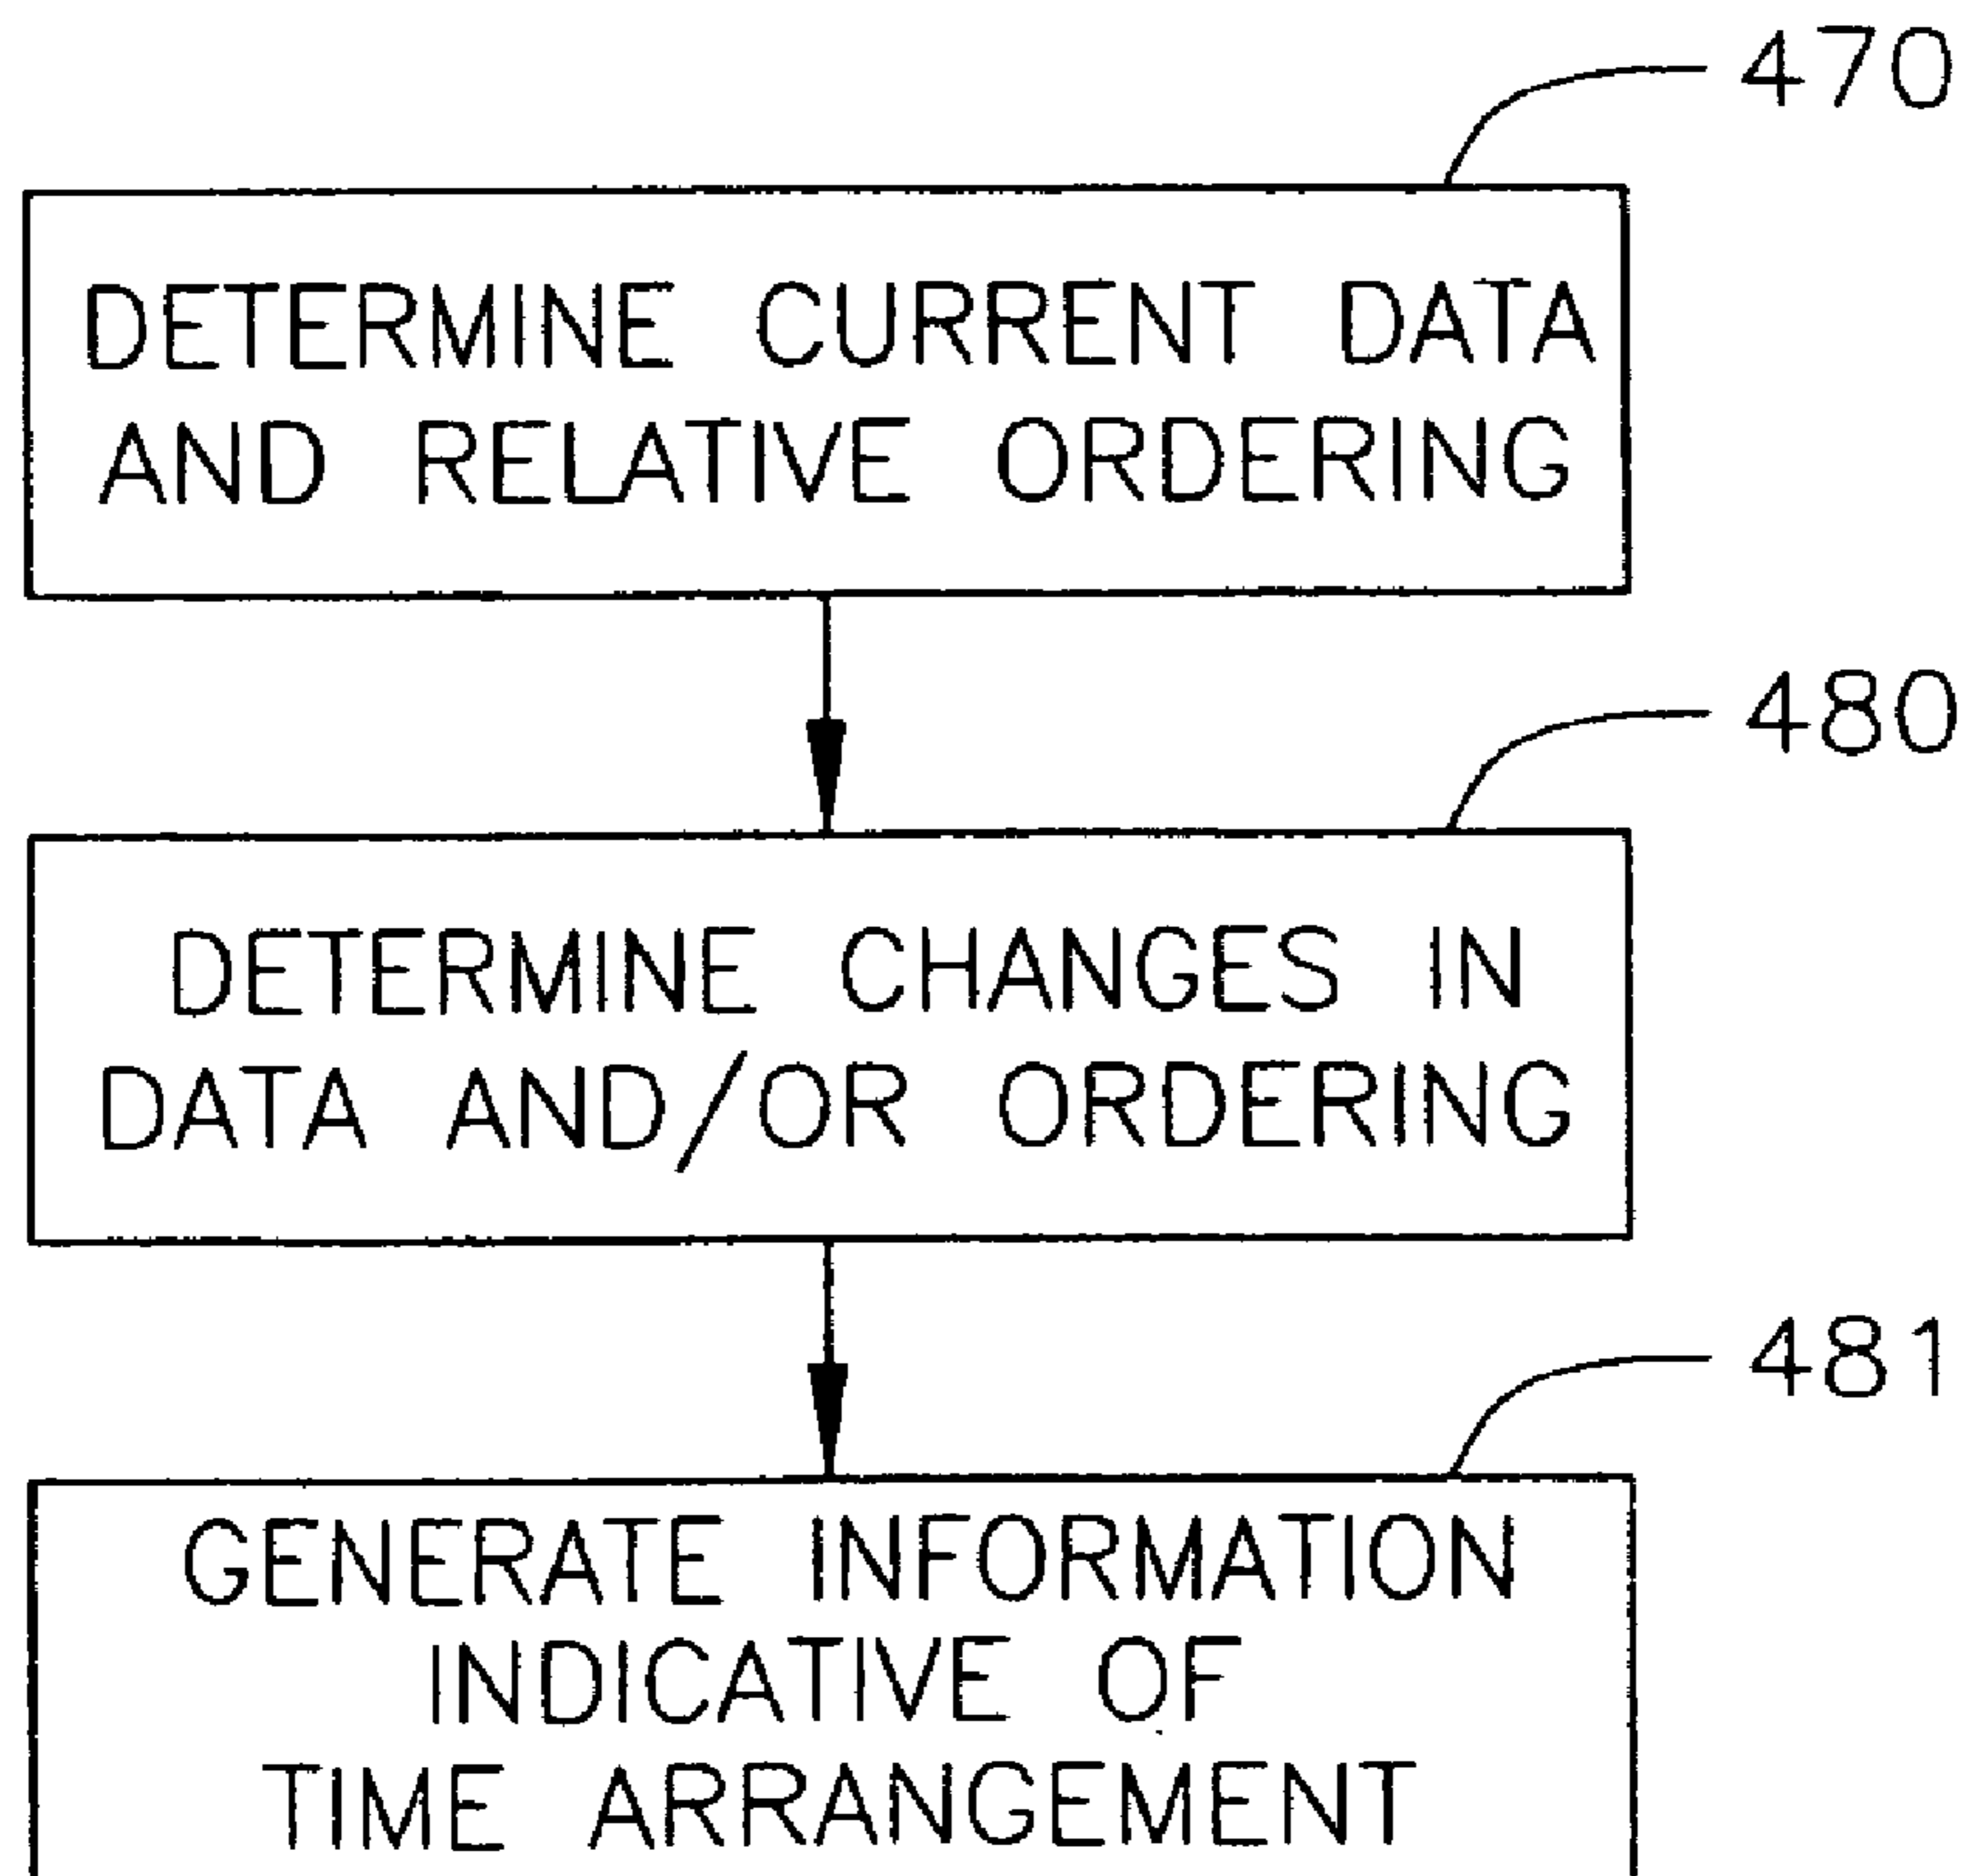 470
DETERMINE CURRENT DATA
AND RELATIVE ORDERING
480
DETERMINE CHANGES IN
DATA AND/OR ORDERING
481
GENERATE INFORMATION
INDICATIVE OF
TIME ARRANGEMENT